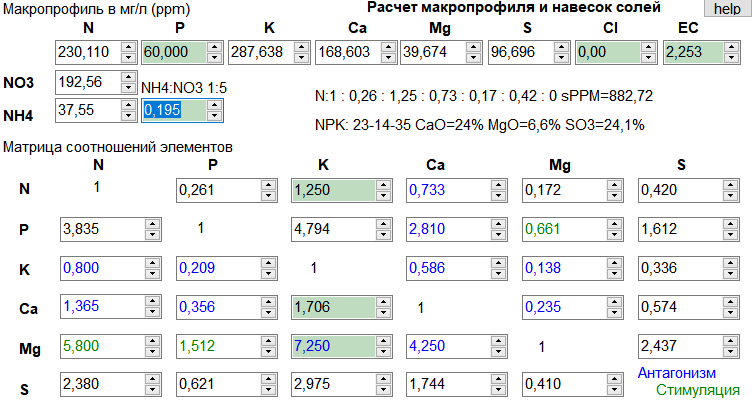 Макропрофиль в мг/л (ppm) Расчет макропрофиля и навесок солей help
N P K Ca Mg S Cl EC
230,110 60,000 287,638 168,603 39,674 96,696 0,00 2,253
NO3 192,56 NH4:NO3 1:5
NH4 37,55 0,195
N:1 : 0,26 : 1,25 : 0,73 : 0,17 : 0,42 : 0 sPPM=882,72
NPK: 23-14-35 CaO=24% MgO=6,6% SO3=24,1%
Матрица соотношений элементов
N P K Ca Mg S
N 1 0,261 1,250 0,733 0,172 0,420
P 3,835 1 4,794 2,810 0,661 1,612
K 0,800 0,209 1 0,586 0,138 0,336
Ca 1,365 0,356 1,706 1 0,235 0,574
Mg 5,800 1,512 7,250 4,250 1 2,437
S 2,380 0,621 2,975 1,744 0,410
Антагонизм
Стимуляция